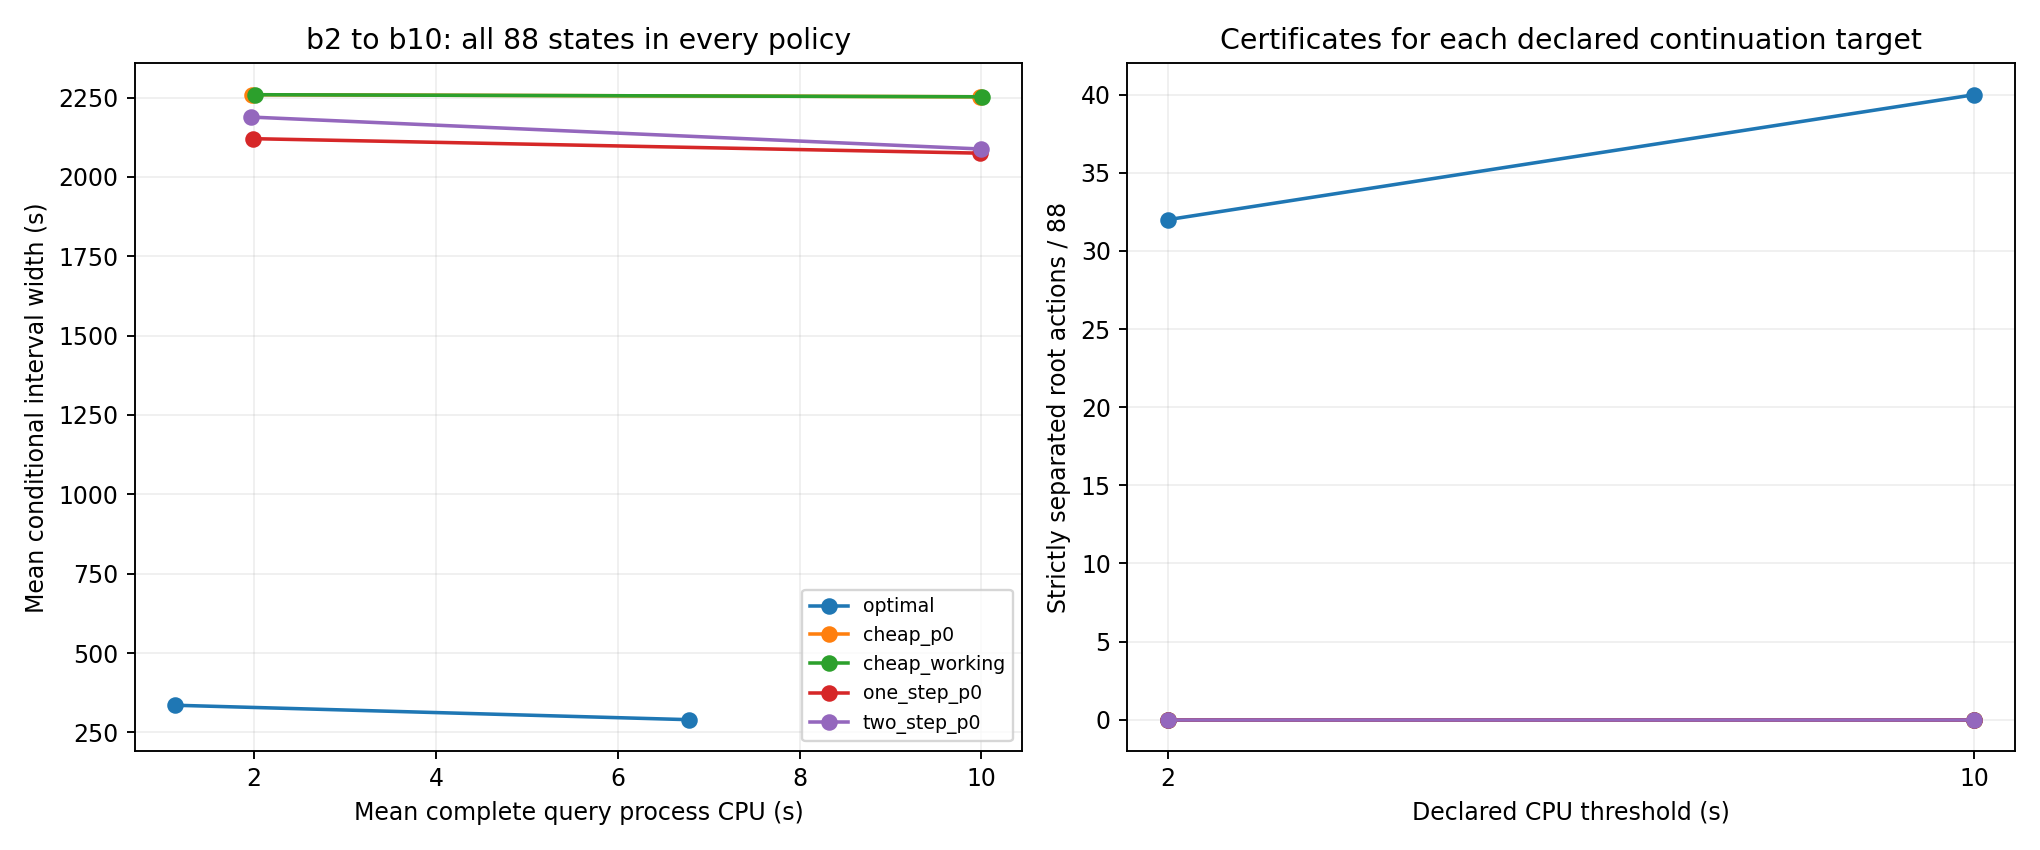 b2 to b10: all 88 states in every policy
Mean conditional interval width (s)
2250
2000
1750
1500
1250
1000
750
500
250
2
4
6
8
10
Mean complete query process CPU (s)
optimal
cheap_p0
cheap_working
one_step_p0
two_step_p0
Certificates for each declared continuation target
Strictly separated root actions / 88
40
35
30
25
20
15
10
5
0
2
10
Declared CPU threshold (s)